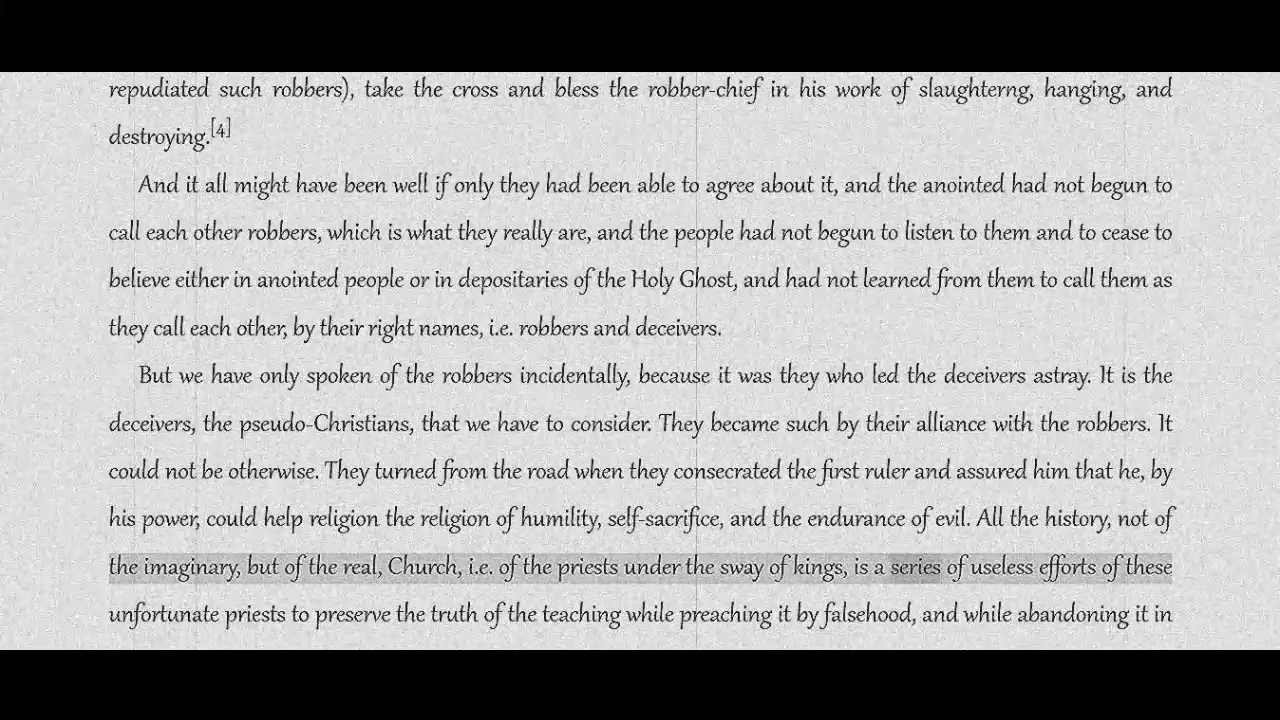 repudiated such robbers), take the cross and bless the robber-chief in his work of slaughterng, hanging, and
destroying.[4]
And it all might have been well if only they had been able to agree about it, and the anointed had not begun to
call each other robbers, which is what they really are, and the people had not begun to listen to them and to cease to
believe either in anointed people or in depositaries of the Holy Ghost, and had not learned from them to call them as
they call each other, by their right names, i.e. robbers and deceivers.
But we have only spoken of the robbers incidentally, because it was they who led the deceivers astray. It is the
deceivers, the pseudo-Christians, that we have to consider. They became such by their alliance with the robbers. It
could not be otherwise. They turned from the road when they consecrated the first ruler and assured him that he, by
his power, could help religion the religion of humility, self-sacrifice, and the endurance of evil. All the history, not of
the imaginary, but of the real, Church, i.e. of the priests under the sway of kings, is a series of useless efforts of these
unfortunate priests to preserve the truth of the teaching while preaching it by falsehood, and while abandoning it in